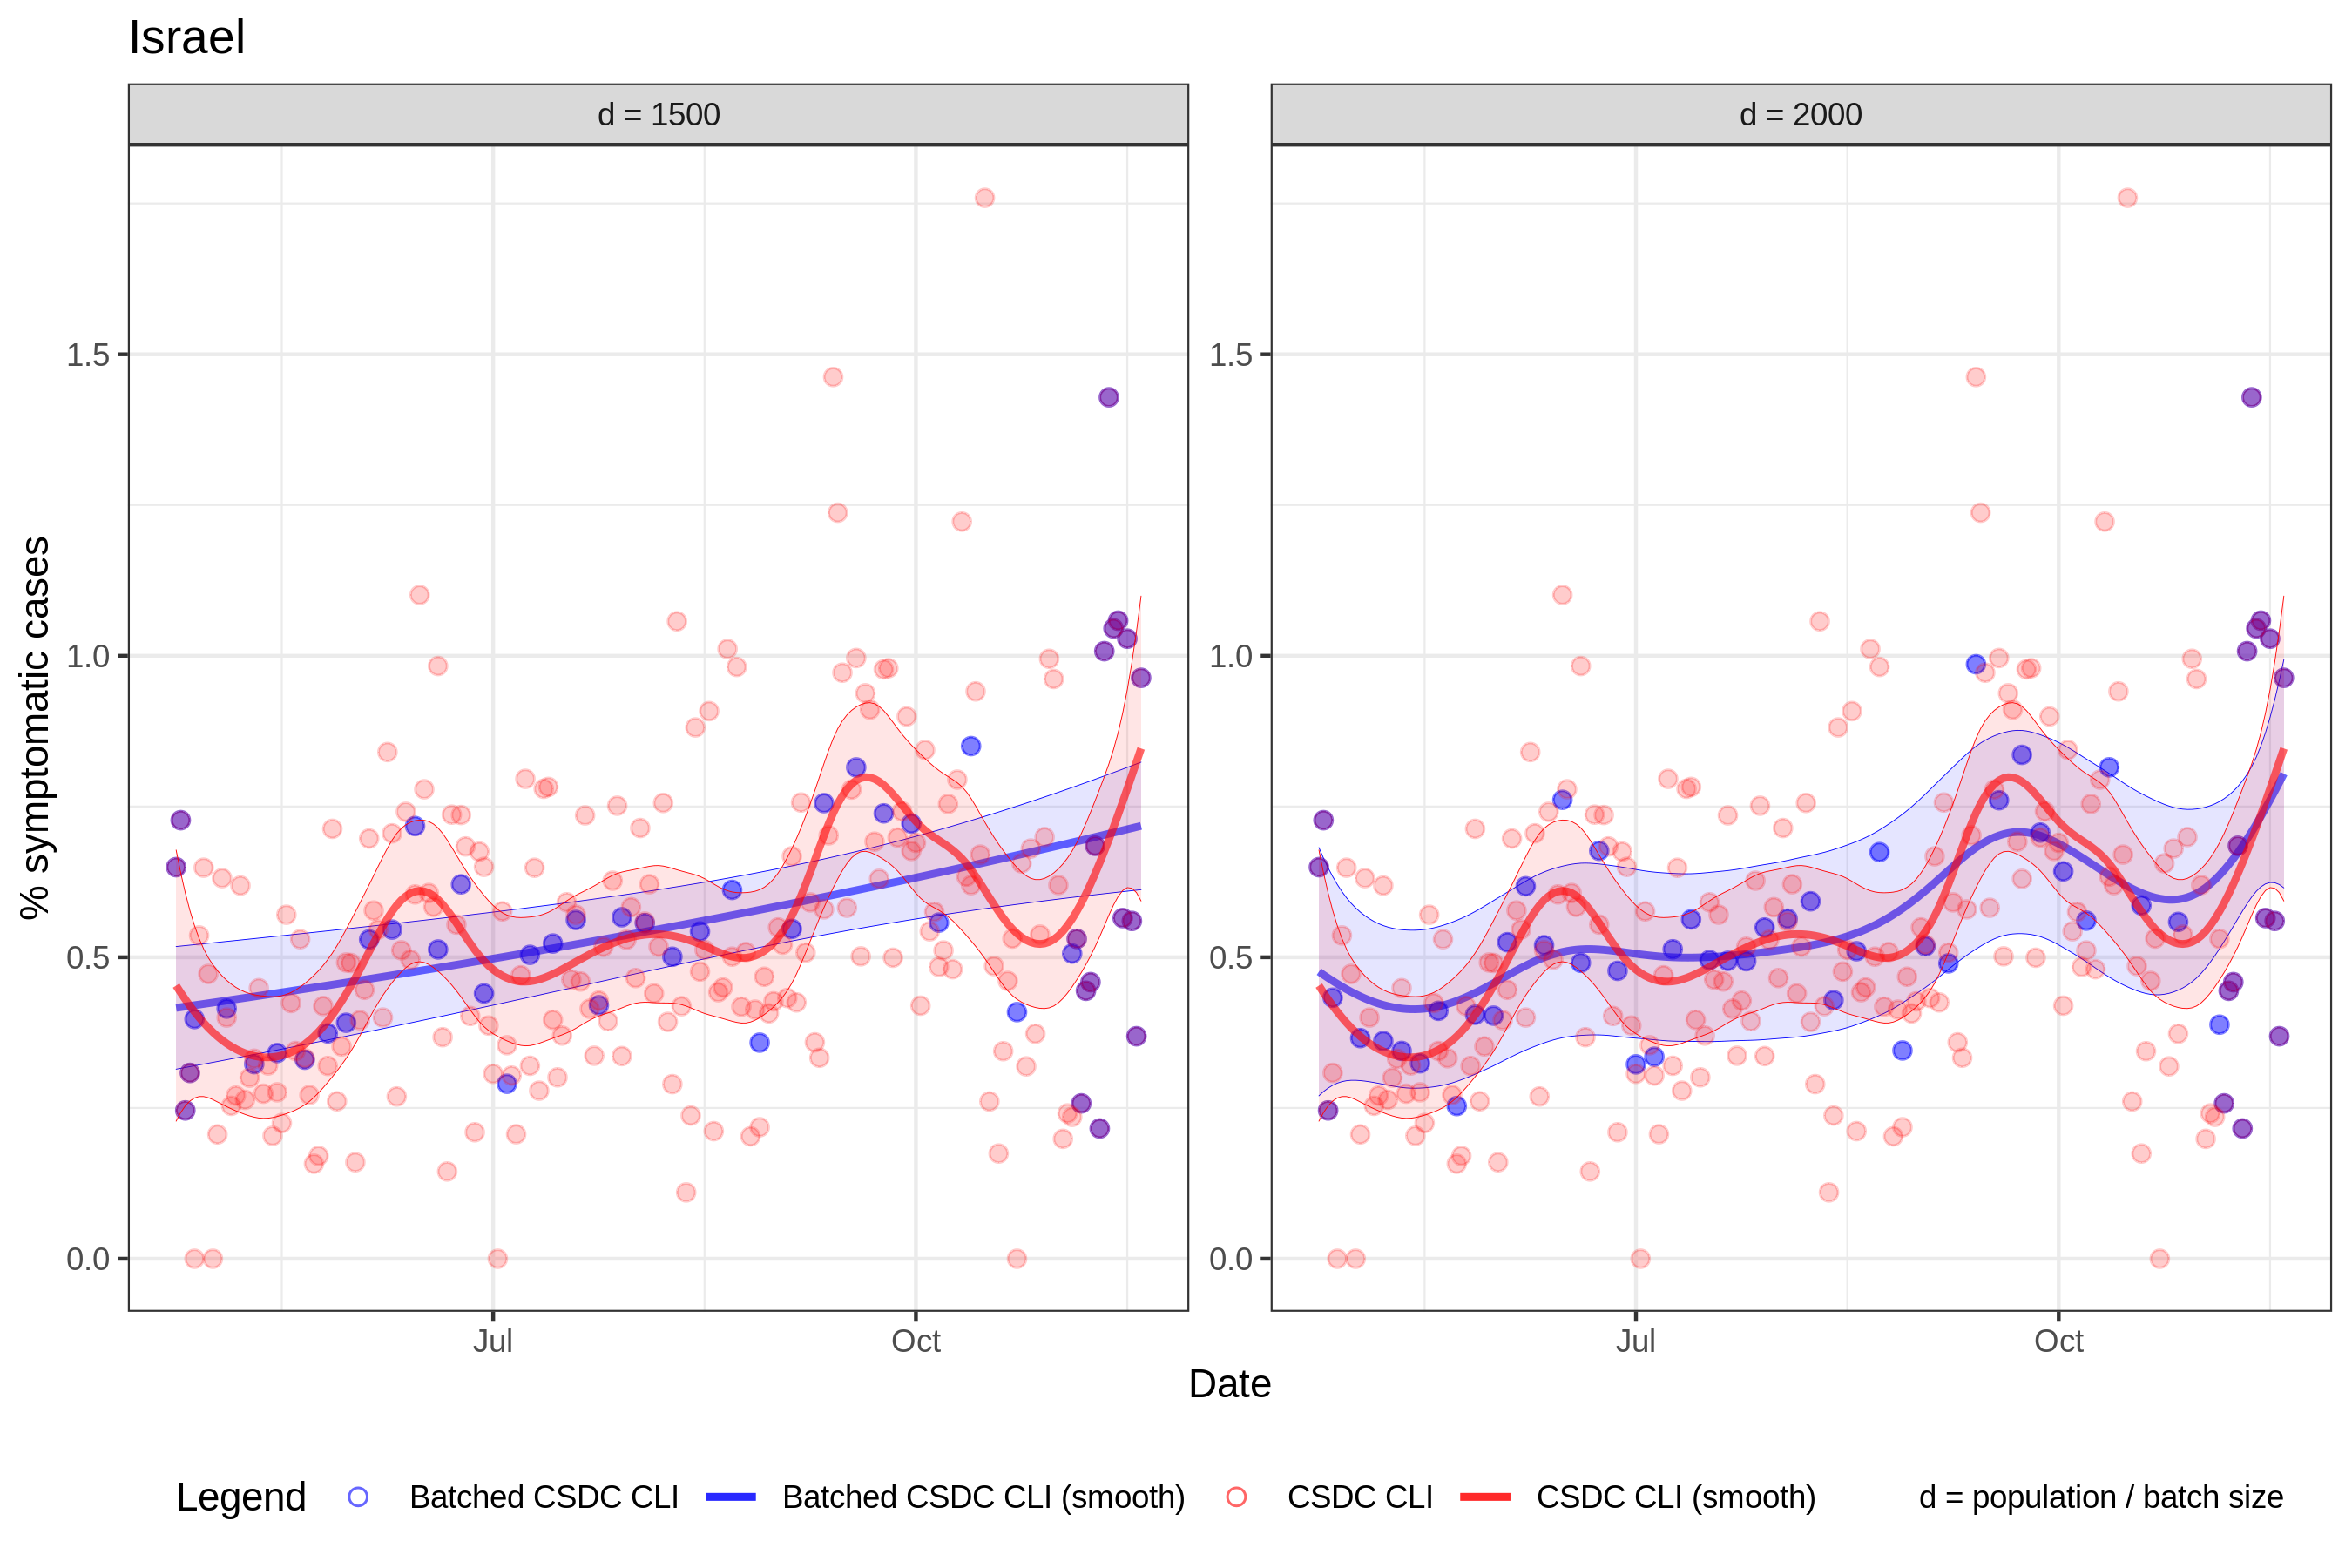 Israel
d = 1500
d = 2000
% symptomatic cases
1.5
1.0
0.5
0.0
1.5
1.0
0.5
0.0
Jul
Oct
Jul
Oct
Date
Legend
Batched CSDC CLI
Batched CSDC CLI (smooth)
CSDC CLI
CSDC CLI (smooth)
d = population / batch size